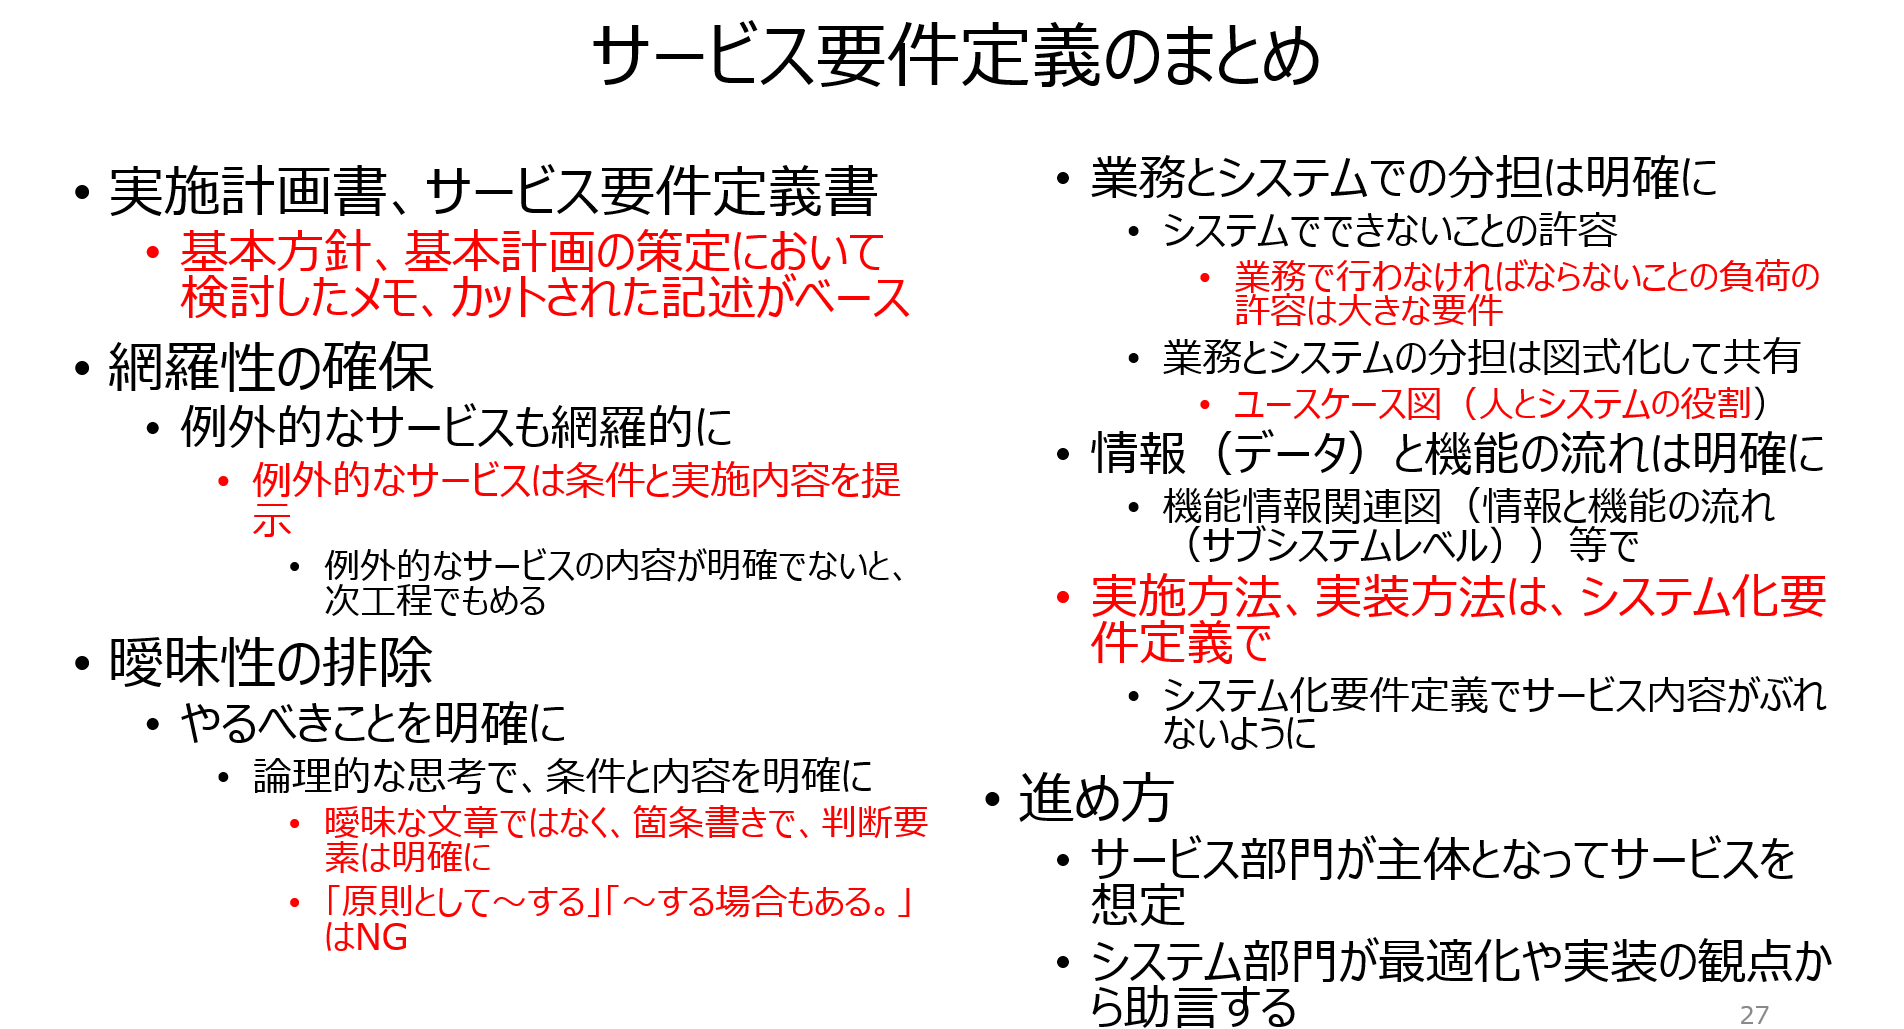 サービス要件定義のまとめ
• 実施計画書、サービス要件定義書
• 基本方針、基本計画の策定において
検討したメモ、カットされた記述がベース
• 網羅性の確保
• 例外的なサービスも網羅的に
• 例外的なサービスは条件と実施内容を提
示
• 例外的なサービスの内容が明確でないと、
次工程でもめる
• 曖昧性の排除
• やるべきことを明確に
• 論理的な思考で、条件と内容を明確に
• 曖昧な文章ではなく、箇条書きで、判断要
素は明確に
• 「原則として～する」「～する場合もある。」
はNG
• 業務とシステムでの分担は明確に
• システムでできないことの許容
• 業務で行わなければならないことの負荷の
許容は大きな要件
• 業務とシステムの分担は図式化して共有
• ユースケース図（人とシステムの役割）
• 情報（データ）と機能の流れは明確に
• 機能情報関連図（情報と機能の流れ
（サブシステムレベル））等で
• 実施方法、実装方法は、システム化要
件定義で
• システム化要件定義でサービス内容がぶれ
ないように
• 進め方
• サービス部門が主体となってサービスを
想定
• システム部門が最適化や実装の観点か
ら助言する
27